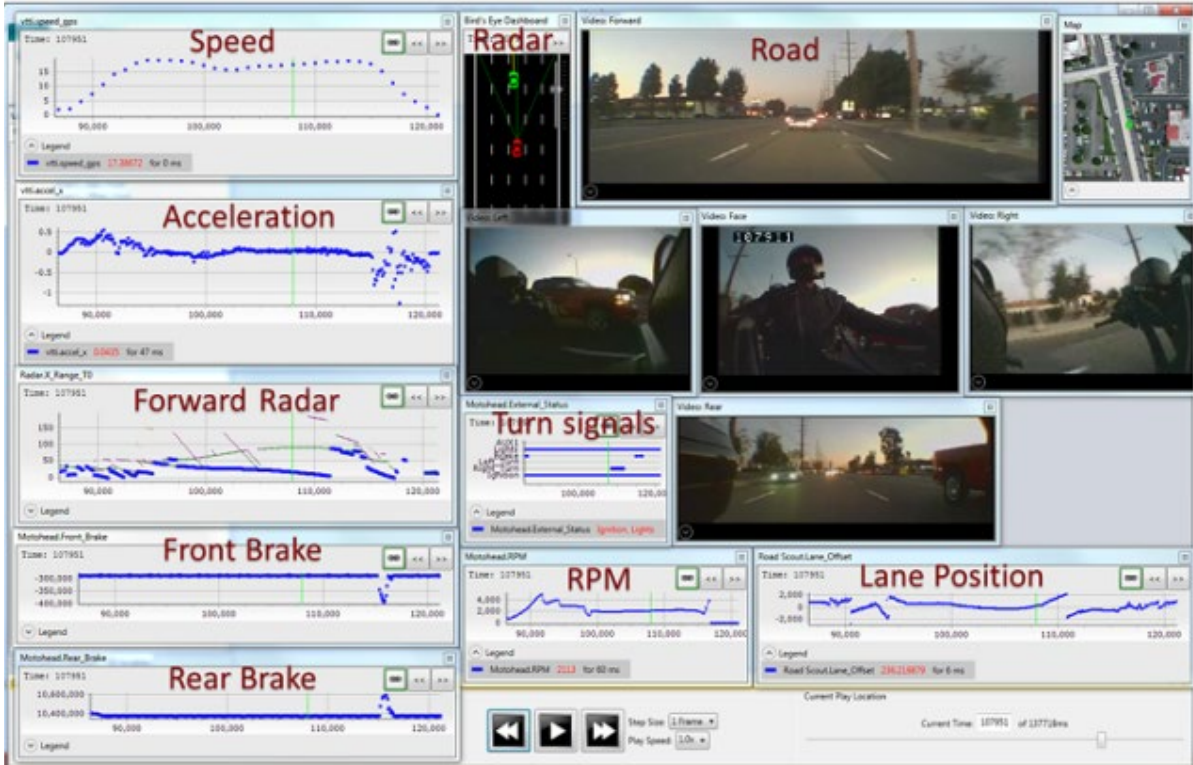 vtti.speed_gps
Speed
Time: 107951
<< >>
15
10
5
0
90,000 100,000 110,000 120,000
Legend
vtti.speed_gps 17.38672 for 0 ms
Bird's Eye Dashboard
Radar
>>
Video: Forward
Road
Map
vtti.accel_x
Acceleration
Time: 107951
<< >>
0.5
0
-0.5
-1
90,000 100,000 110,000 120,000
Legend
vtti.accel_x 0.0435 for 47 ms
Video: Left
Video: Face
Video: Right
Radar.X_Range_T0
Forward Radar
Time: 107951
<< >>
150
100
50
0
90,000 100,000 110,000 120,000
Legend
Motohead.External_Status
Turn signals
AUX1
Ignition
100,000 120,000
Legend
Motohead.External_Status Ignition, Lights
Video: Rear
Motohead.Front_Brake
Front Brake
Time: 107951
<< >>
-300,000
-350,000
-400,000
90,000 100,000 110,000 120,000
Legend
Motohead.RPM
RPM
Time: 107951
<< >>
4,000
2,000
0
90,000 100,000 110,000 120,000
Legend
Motohead.RPM 2113 for 60 ms
Road Scout.Lane_Offset
Lane Position
Time: 107951
<< >>
2,000
0
-2,000
90,000 100,000 110,000 120,000
Legend
Road Scout.Lane_Offset 236.219879 for 6 ms
Motohead.Rear_Brake
Rear Brake
Time: 107951
<< >>
10,600,000
10,400,000
90,000 100,000 110,000 120,000
Legend
Step Size: 1 Frame
Play Speed: 1.0x
Current Play Location
Current Time: 107951 of 137718ms